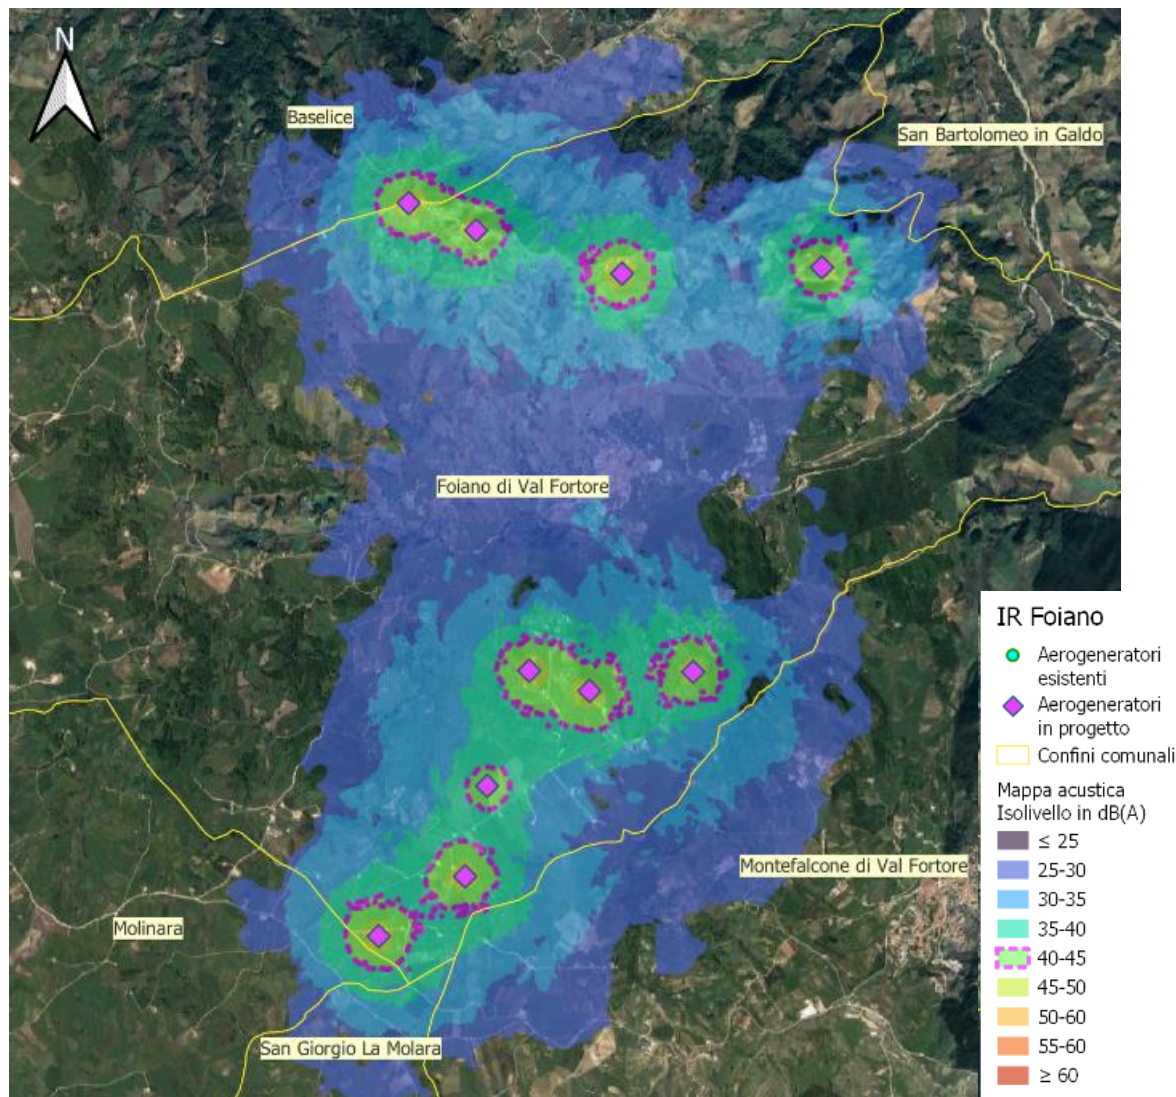 N
Baselice
San Bartolomeo in Galdo
Foiano di Val Fortore
Montefalcone di Val Fortore
Molinara
San Giorgio La Molara
IR Foiano
Aerogeneratori
esistenti
Aerogeneratori
in progetto
Confini comunali
Mappa acustica
Isolivello in dB(A)
≤ 25
25-30
30-35
35-40
40-45
45-50
50-60
55-60
≥ 60